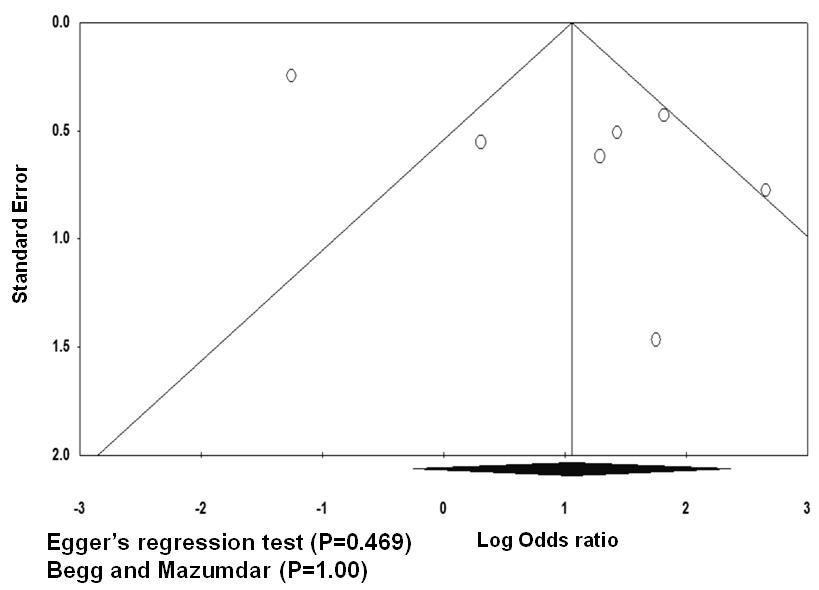 0.0
0.5
1.0
1.5
2.0
Standard Error
-3 -2 -1 0 1 2 3
Log Odds ratio
Egger’s regression test (P=0.469)
Begg and Mazumdar (P=1.00)